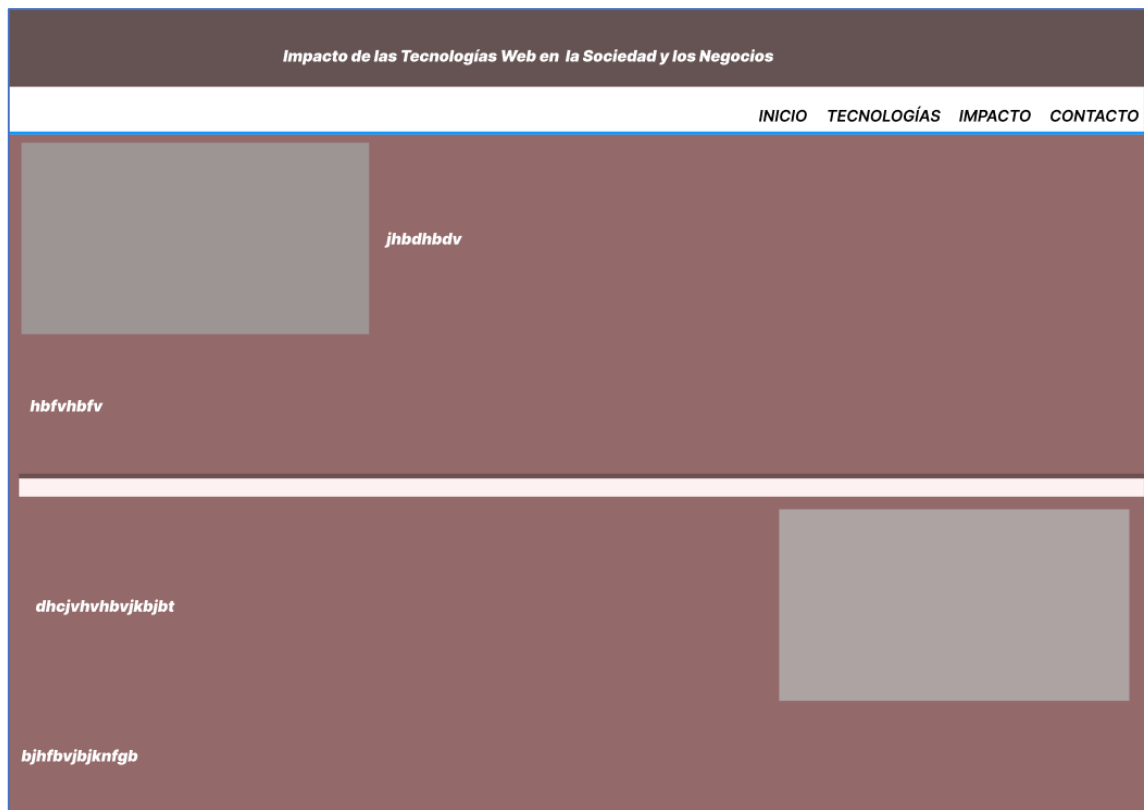 Impacto de las Tecnologías Web en la Sociedad y los Negocios
INICIO TECNOLOGÍAS IMPACTO CONTACTO
jhbdhbdv
hbfvhbfv
dhcjvhvhbvjkbjbt
bjhfbvjbjknfgb